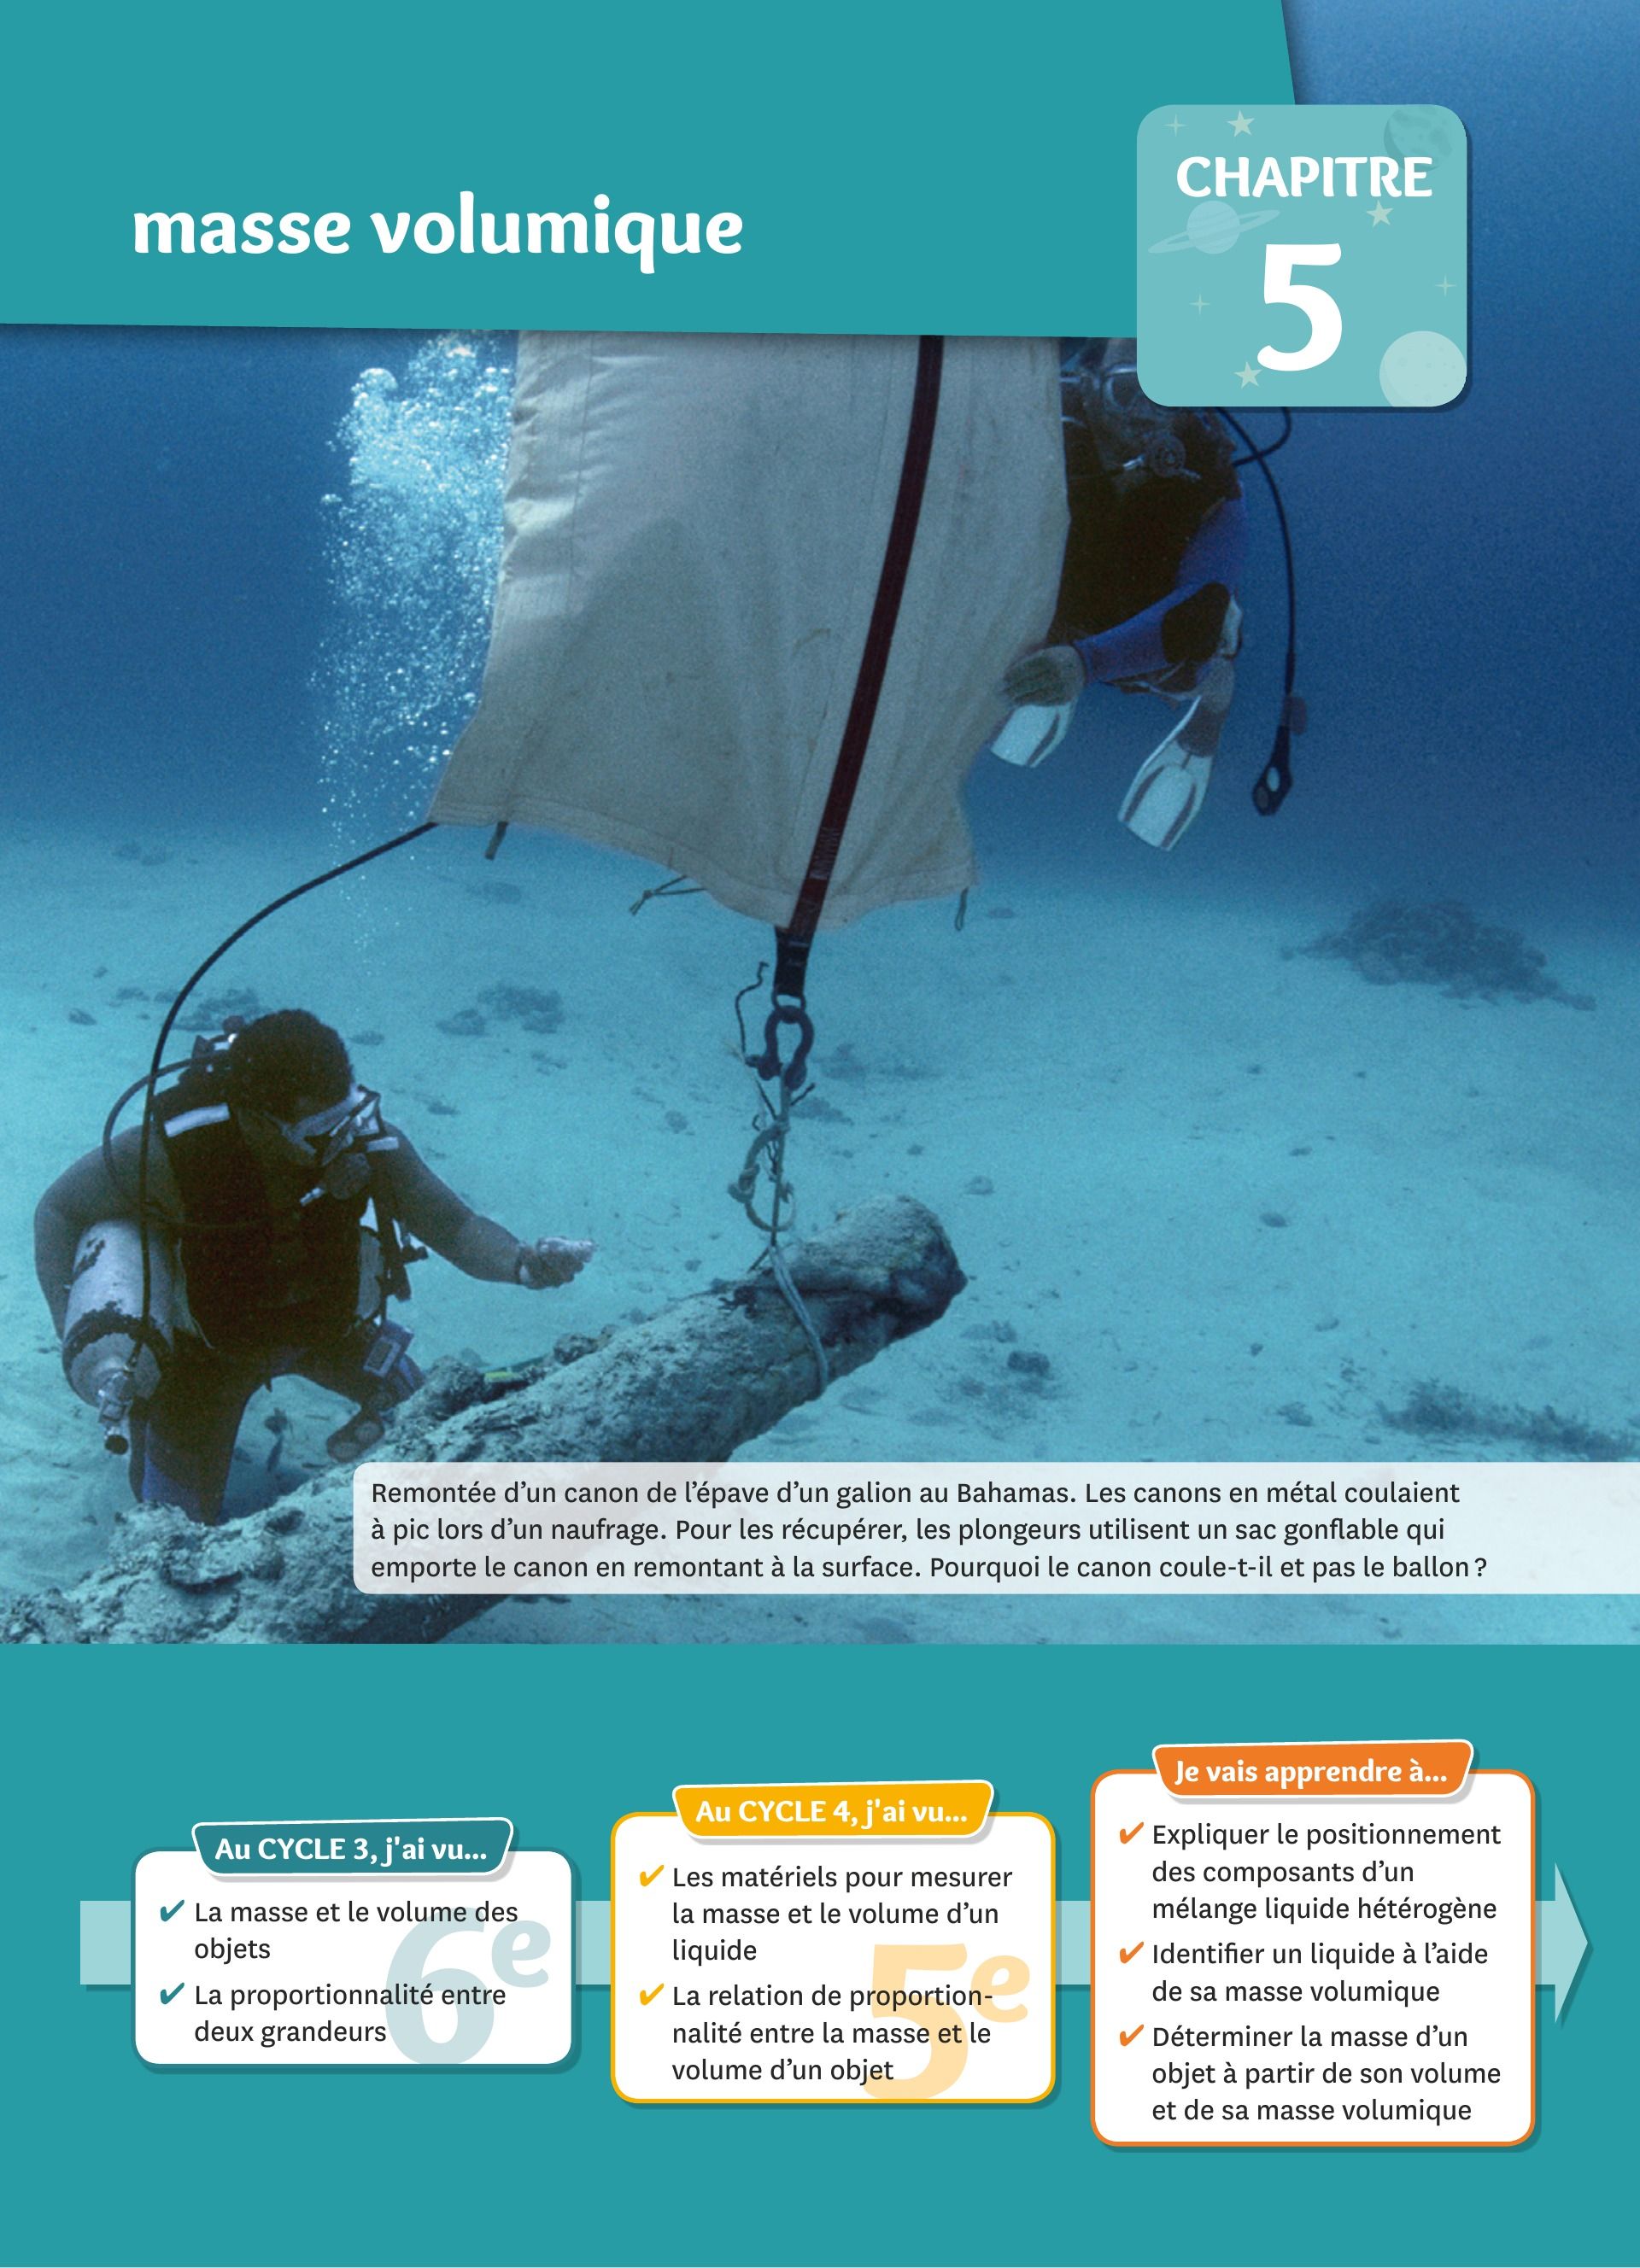 masse volumique
CHAPITRE
5
Remontée d’un canon de l’épave d’un galion au Bahamas. Les canons en métal coulaient
à pic lors d’un naufrage. Pour les récupérer, les plongeurs utilisent un sac gonflable qui
emporte le canon en remontant à la surface. Pourquoi le canon coule-t-il et pas le ballon ?
Au CYCLE 3, j'ai vu...
✔ La masse et le volume des
objets
✔ La proportionnalité entre
deux grandeurs
6e
Au CYCLE 4, j'ai vu...
✔ Les matériels pour mesurer
la masse et le volume d’un
liquide
✔ La relation de proportion-
nalité entre la masse et le
volume d’un objet
5e
Je vais apprendre à...
✔ Expliquer le positionnement
des composants d’un
mélange liquide hétérogène
✔ Identifier un liquide à l’aide
de sa masse volumique
✔ Déterminer la masse d’un
objet à partir de son volume
et de sa masse volumique